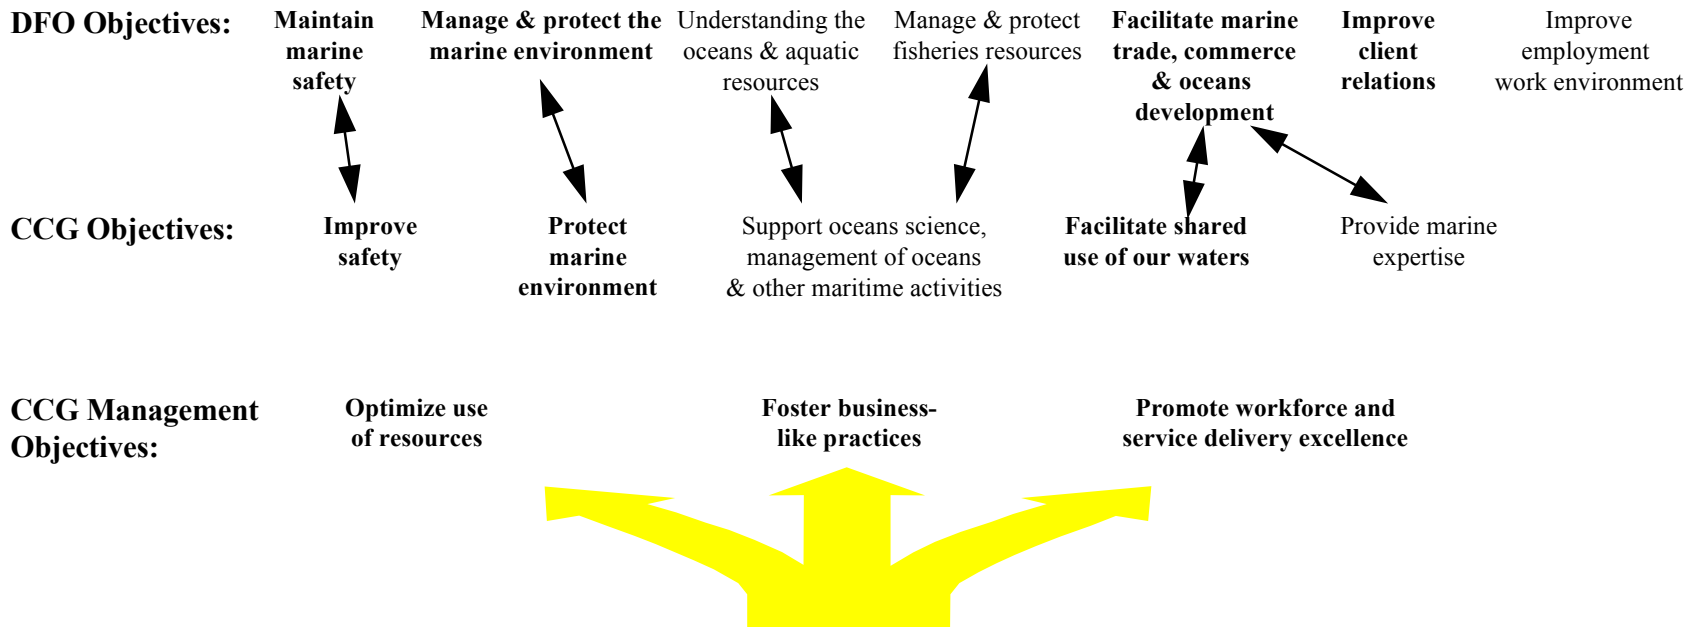 DFO Objectives:
Maintain
marine
safety
Manage & protect the
marine environment
Understanding the
oceans & aquatic
resources
Manage & protect
fisheries resources
Facilitate marine
trade, commerce
& oceans
development
Improve
client
relations
Improve
employment
work environment
CCG Objectives:
Improve
safety
Protect
marine
environment
Support oceans science,
management of oceans
& other maritime activities
Facilitate shared
use of our waters
Provide marine
expertise
CCG Management
Objectives:
Optimize use
of resources
Foster business-
like practices
Promote workforce and
service delivery excellence